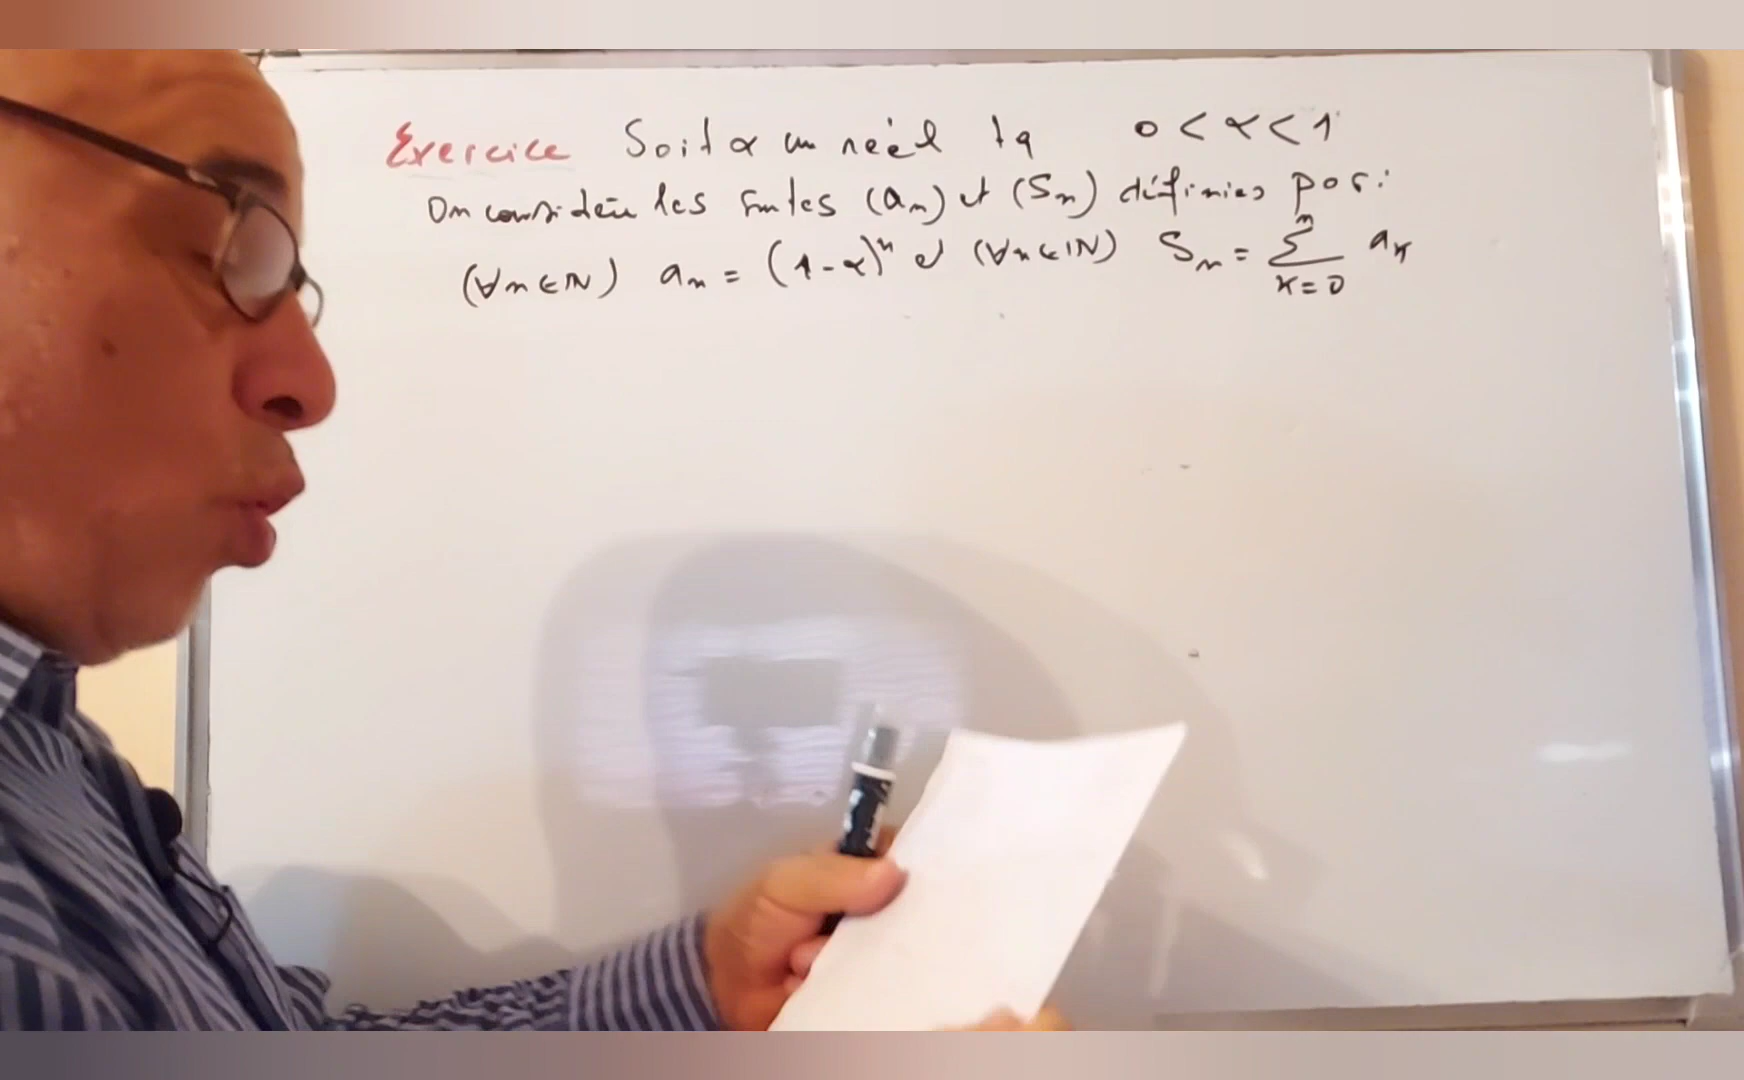 Exercice Soit α un réel tq 0 < α < 1
On considère les suites (an) et (Sn) définies par :
(∀n∈IN) an = (1-α)^n et (∀n∈IN) Sn = Σ_{k=0}^{n} ak